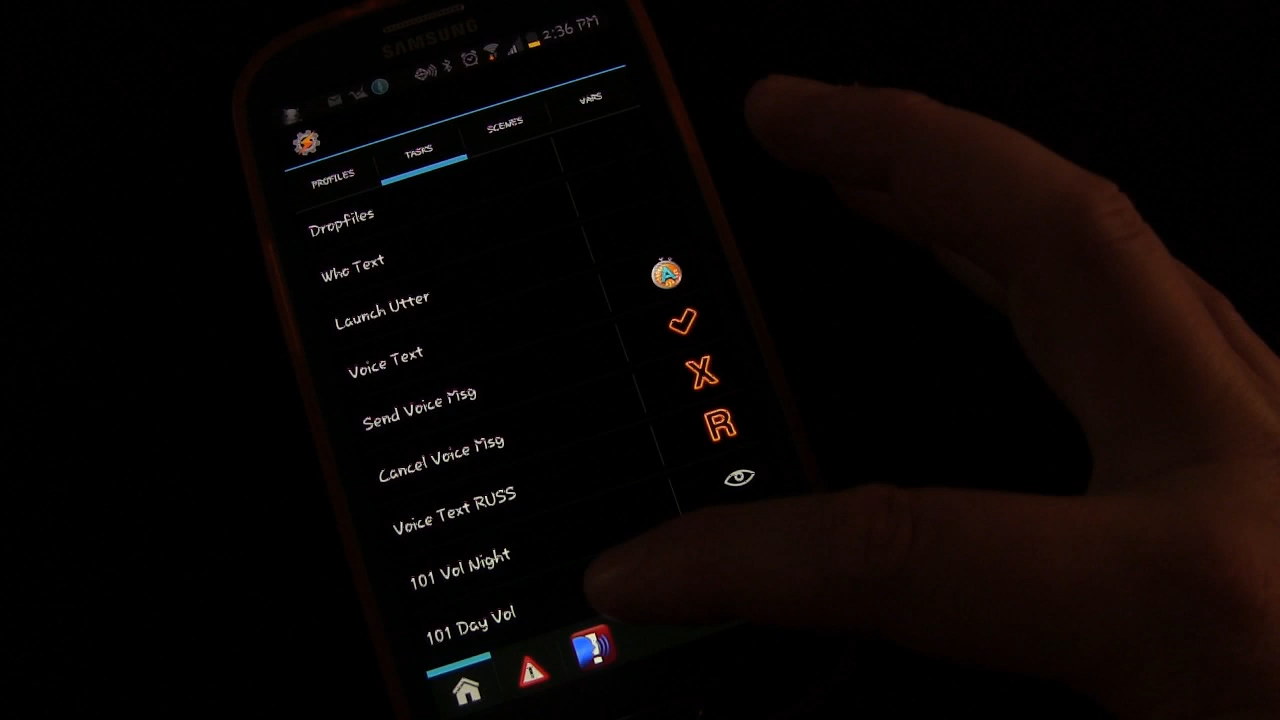 SAMSUNG
2:36 PM
PROFILES TASKS SCENES VARS
Dropfiles
Who Text
Launch Utter
A
Voice Text
Send Voice Msg
X
Cancel Voice Msg
R
Voice Text RUSS
101 Vol Night
101 Day Vol